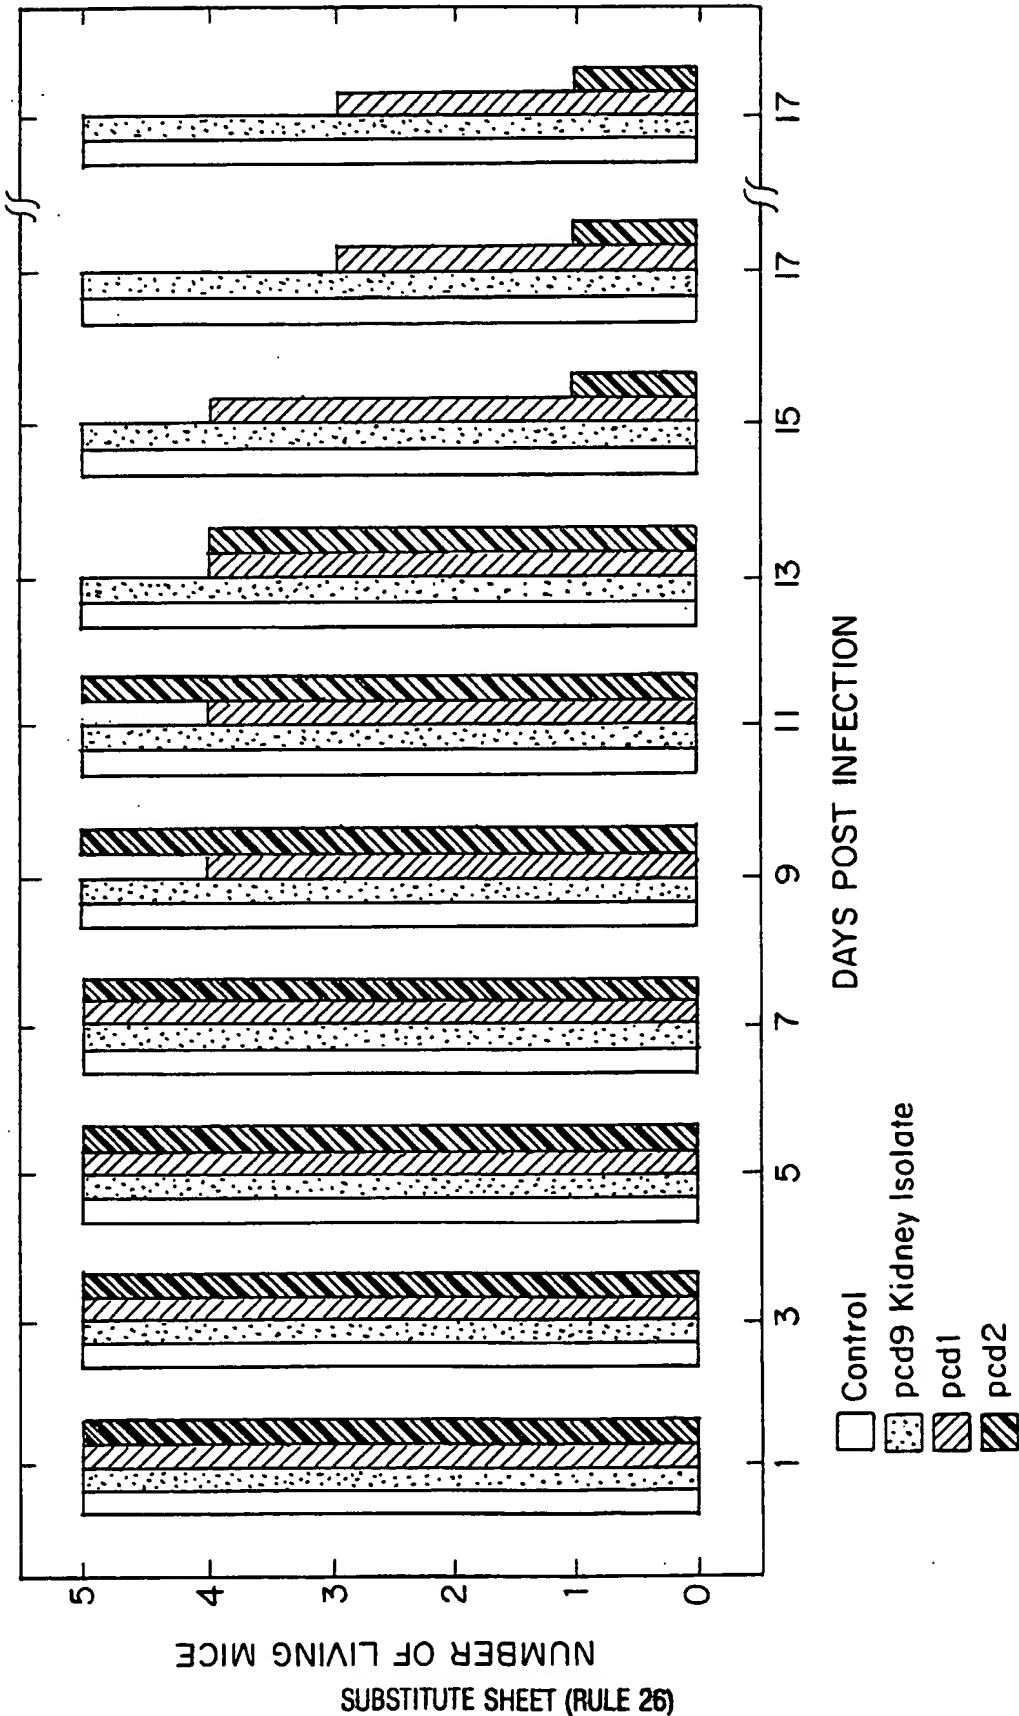 NUMBER OF LIVING MICE
5
4
3
2
1
0
1 3 5 7 9 11 13 15 17 17
DAYS POST INFECTION
Control
pcd9 Kidney Isolate
pcd1
pcd2
SUBSTITUTE SHEET (RULE 26)